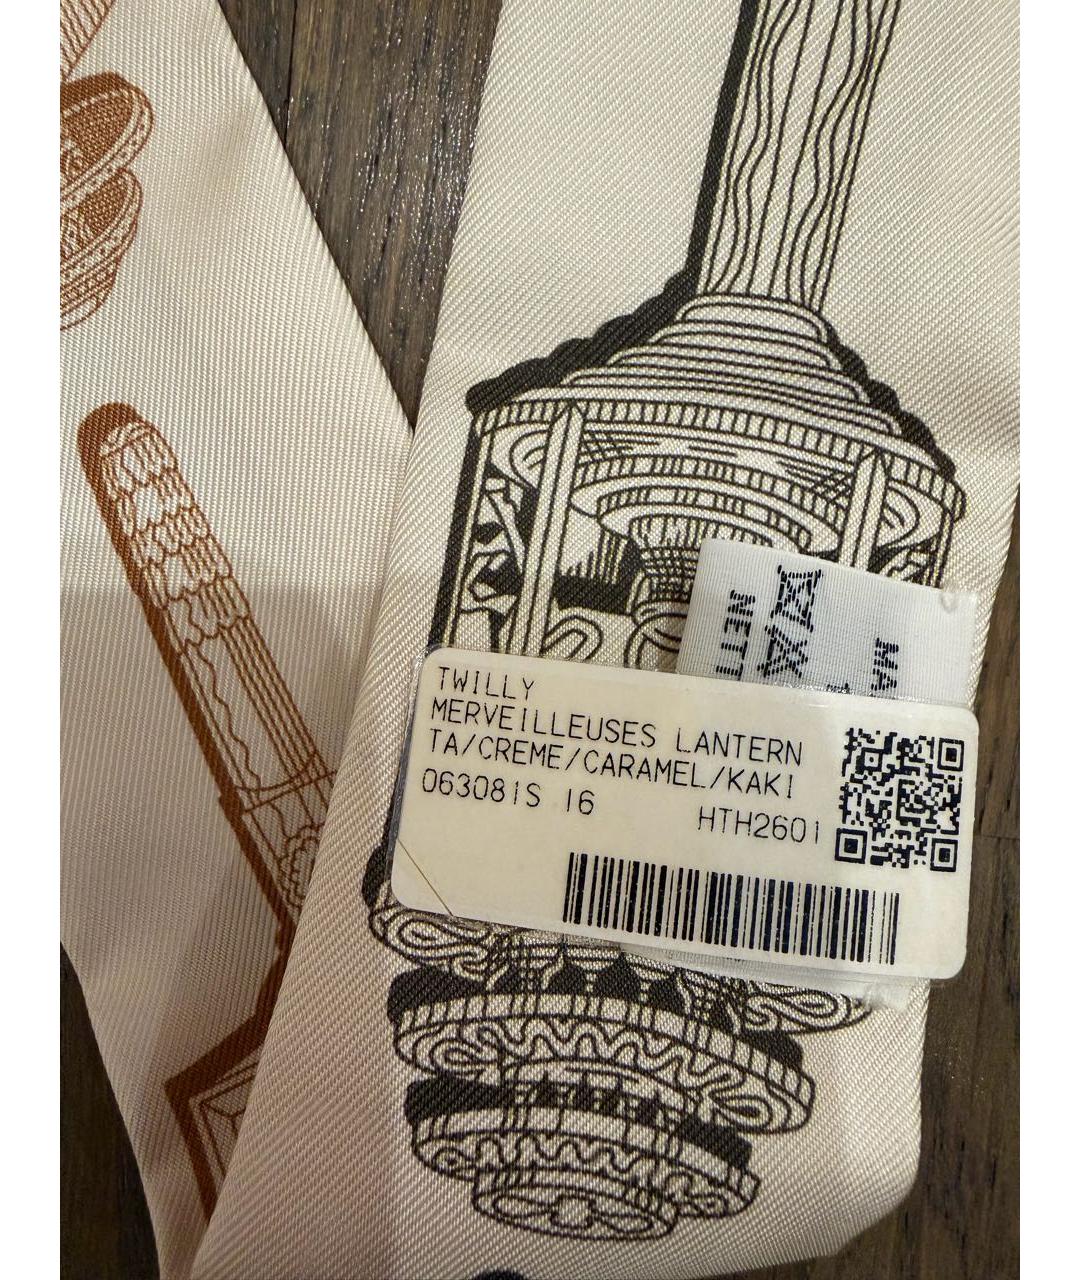 TWILLY
MERVEILLEUSES LANTERN
TA/CREME/CARAMEL/KAKI
063081S 16 HTH2601